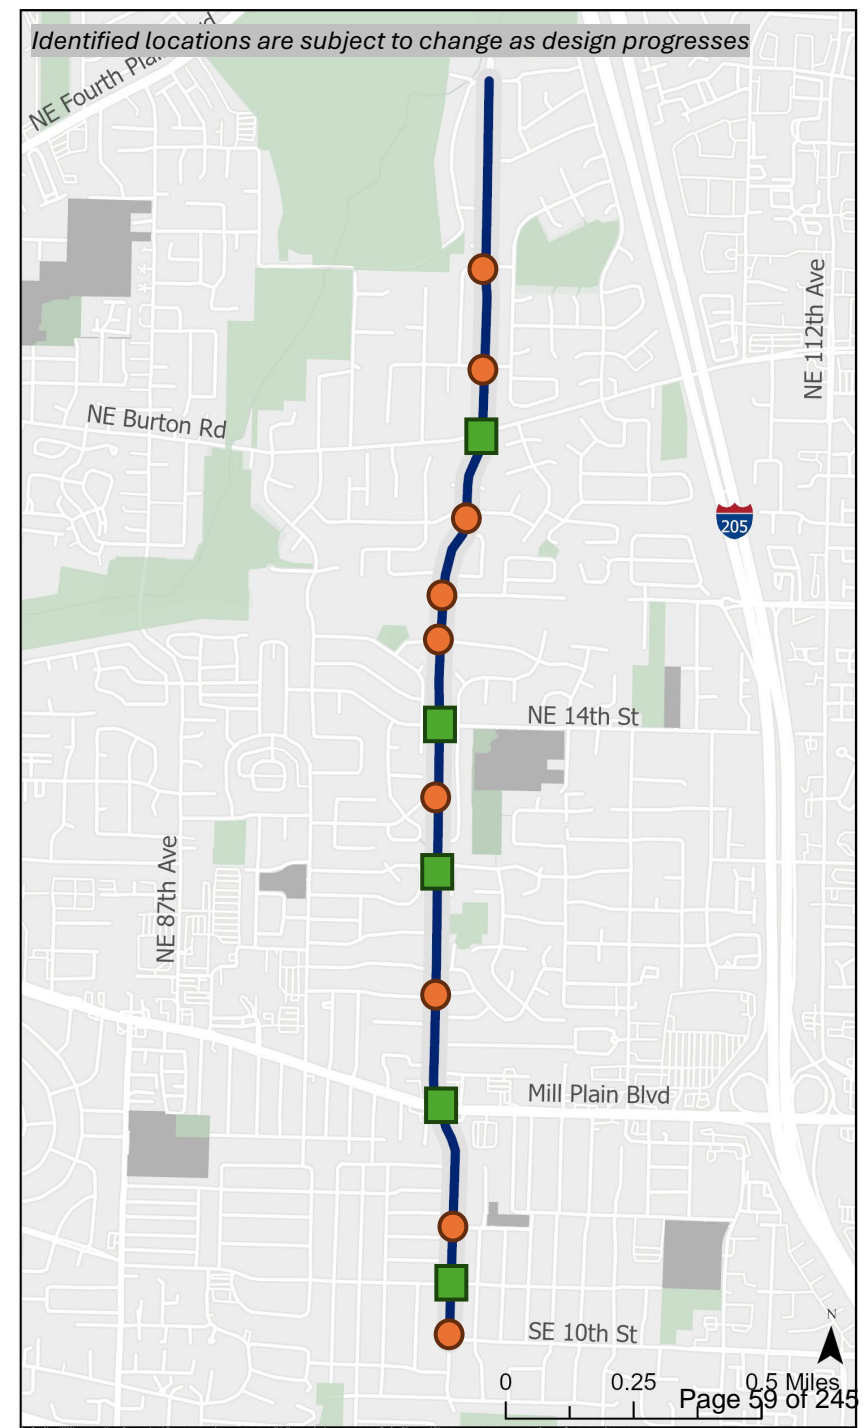 Identified locations are subject to change as design progresses
NE Fourth Plain
NE 112th Ave
NE Burton Rd
205
NE 14th St
NE 87th Ave
Mill Plain Blvd
SE 10th St
N
0 0.25 0.5 Miles
Page 59 of 245